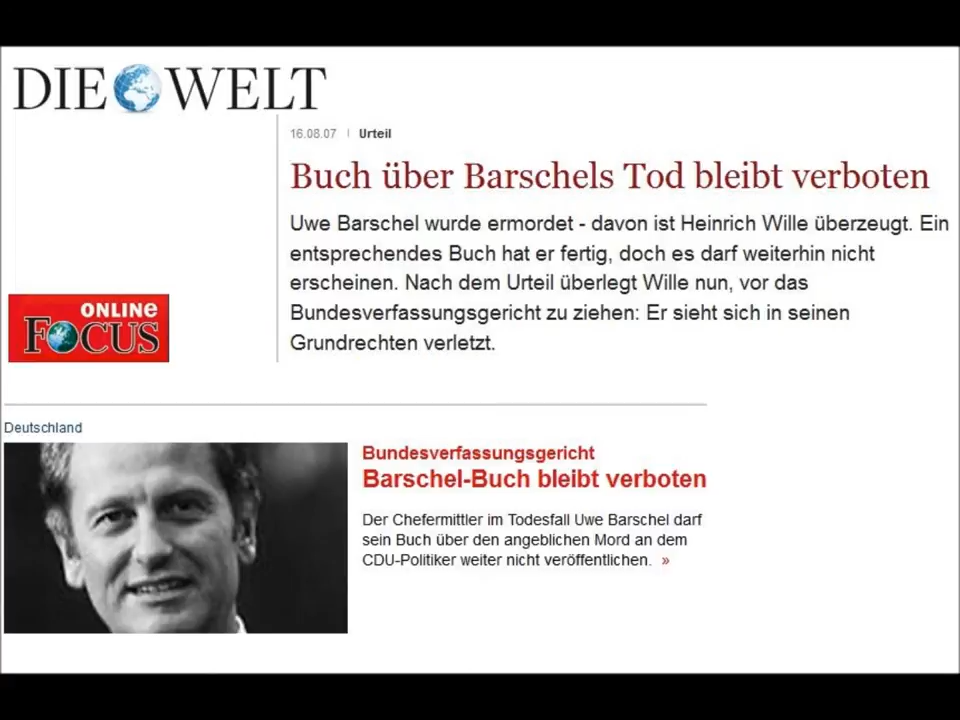 DIE WELT
16.08.07 | Urteil
Buch über Barschels Tod bleibt verboten
Uwe Barschel wurde ermordet - davon ist Heinrich Wille überzeugt. Ein
entsprechendes Buch hat er fertig, doch es darf weiterhin nicht
erscheinen. Nach dem Urteil überlegt Wille nun, vor das
Bundesverfassungsgericht zu ziehen: Er sieht sich in seinen
Grundrechten verletzt.
ONLINE
FOCUS
Deutschland
Bundesverfassungsgericht
Barschel-Buch bleibt verboten
Der Chefermittler im Todesfall Uwe Barschel darf
sein Buch über den angeblichen Mord an dem
CDU-Politiker weiter nicht veröffentlichen. »